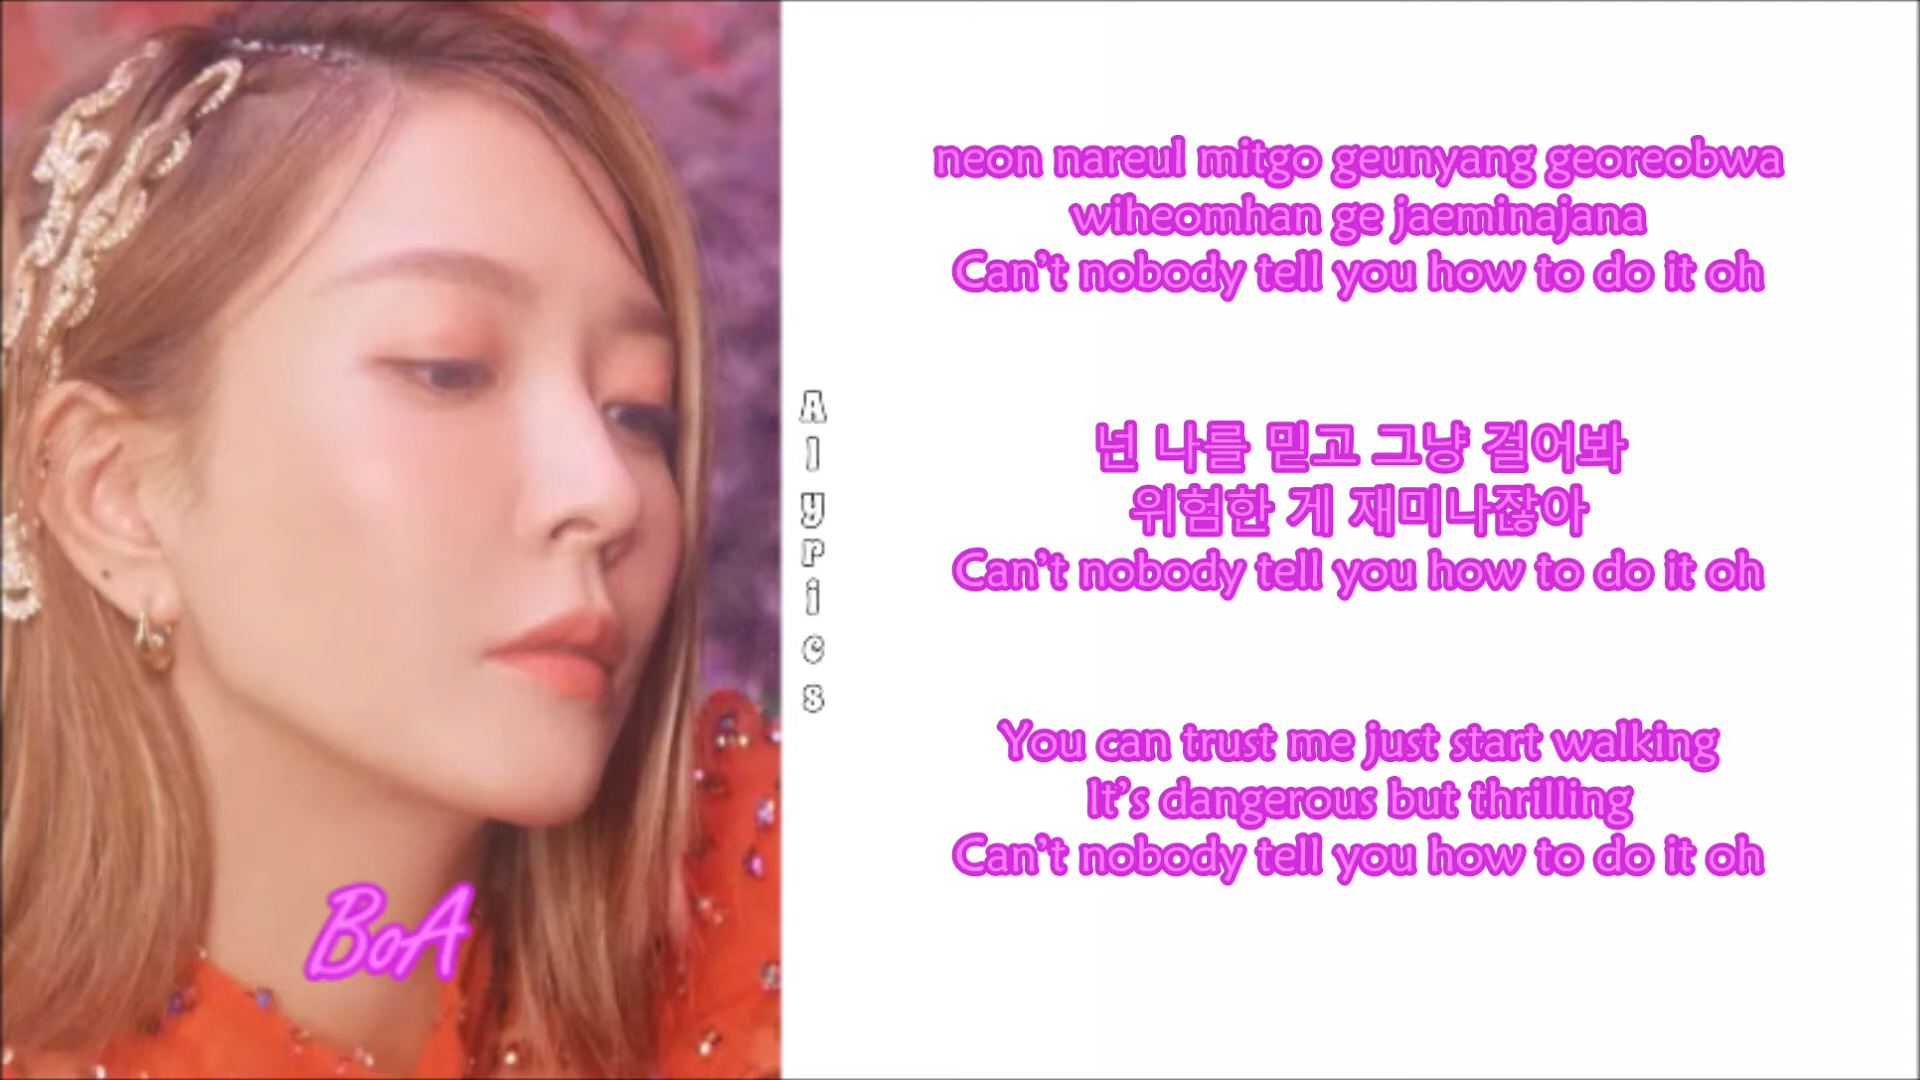 neon nareul mitgo geunyang georeobwa
wiheomhan ge jaeminajana
Can't nobody tell you how to do it oh
넌 나를 믿고 그냥 걸어봐
위험한 게 재미나잖아
Can't nobody tell you how to do it oh
You can trust me just start walking
It's dangerous but thrilling
Can't nobody tell you how to do it oh
Alyrics
BoA